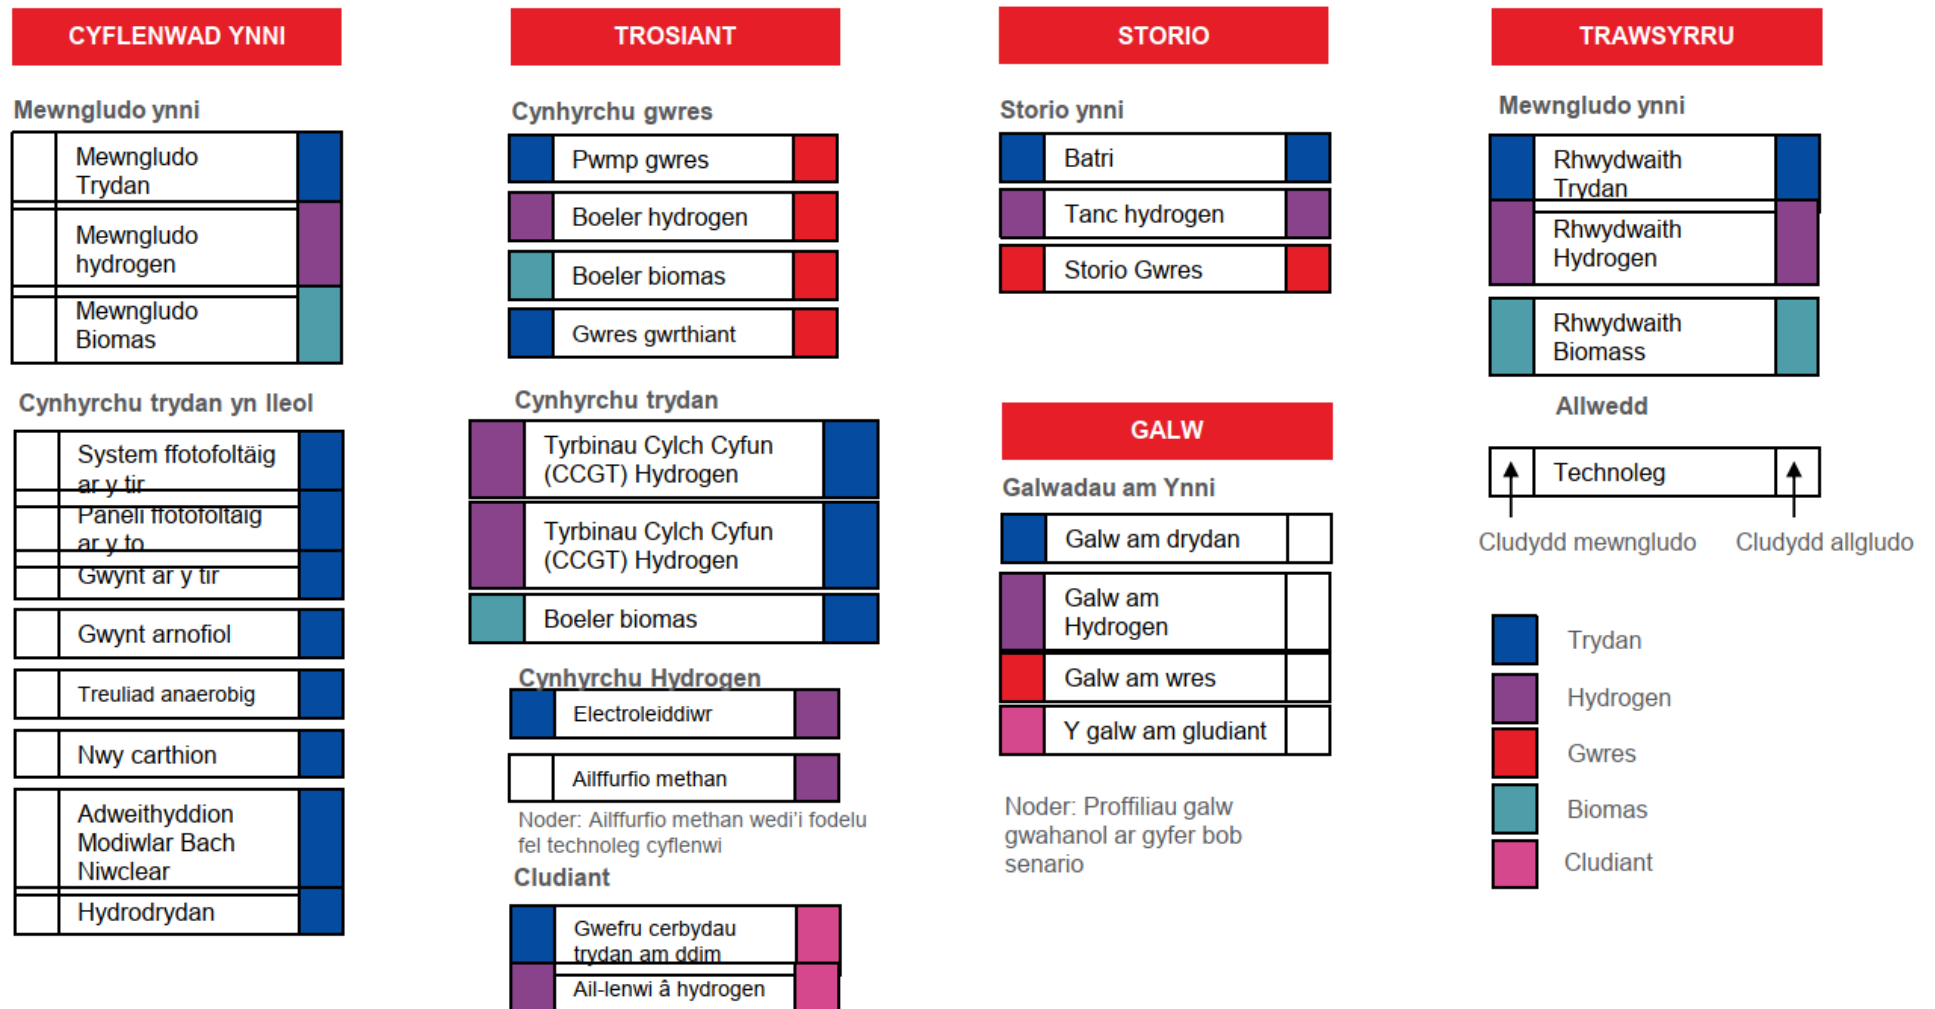 CYFLENWAD YNNI
Mewngludo ynni
Mewngludo
Trydan
Mewngludo
hydrogen
Mewngludo
Biomas
Cynhyrchu trydan yn lleol
System ffotofoltäig
ar y tir
Paneli ffotofoltäig
ar y to
Gwynt ar y tir
Gwynt arnofiol
Treuliad anaerobig
Nwy carthion
Adweithyddion
Modiwlar Bach
Niwclear
Hydrodrydan
TROSIANT
Cynhyrchu gwres
Pwmp gwres
Boeler hydrogen
Boeler biomas
Gwres gwrthiant
Cynhyrchu trydan
Tyrbinau Cylch Cyfun
(CCGT) Hydrogen
Tyrbinau Cylch Cyfun
(CCGT) Hydrogen
Boeler biomas
Cynhyrchu Hydrogen
Electroleiddiwr
Ailffurfio methan
Noder: Ailffurfio methan wedi’i fodelu
fel technoleg cyflenwi
Cludiant
Gwefru cerbydau
trydan am ddim
Ail-lenwi â hydrogen
STORIO
Storio ynni
Batri
Tanc hydrogen
Storio Gwres
GALW
Galwadau am Ynni
Galw am drydan
Galw am
Hydrogen
Galw am wres
Y galw am gludiant
Noder: Proffiliau galw
gwahanol ar gyfer bob
senario
TRAWSYRRU
Mewngludo ynni
Rhwydwaith
Trydan
Rhwydwaith
Hydrogen
Rhwydwaith
Biomass
Allwedd
Technoleg
Cludydd mewngludo
Cludydd allgludo
Trydan
Hydrogen
Gwres
Biomas
Cludiant